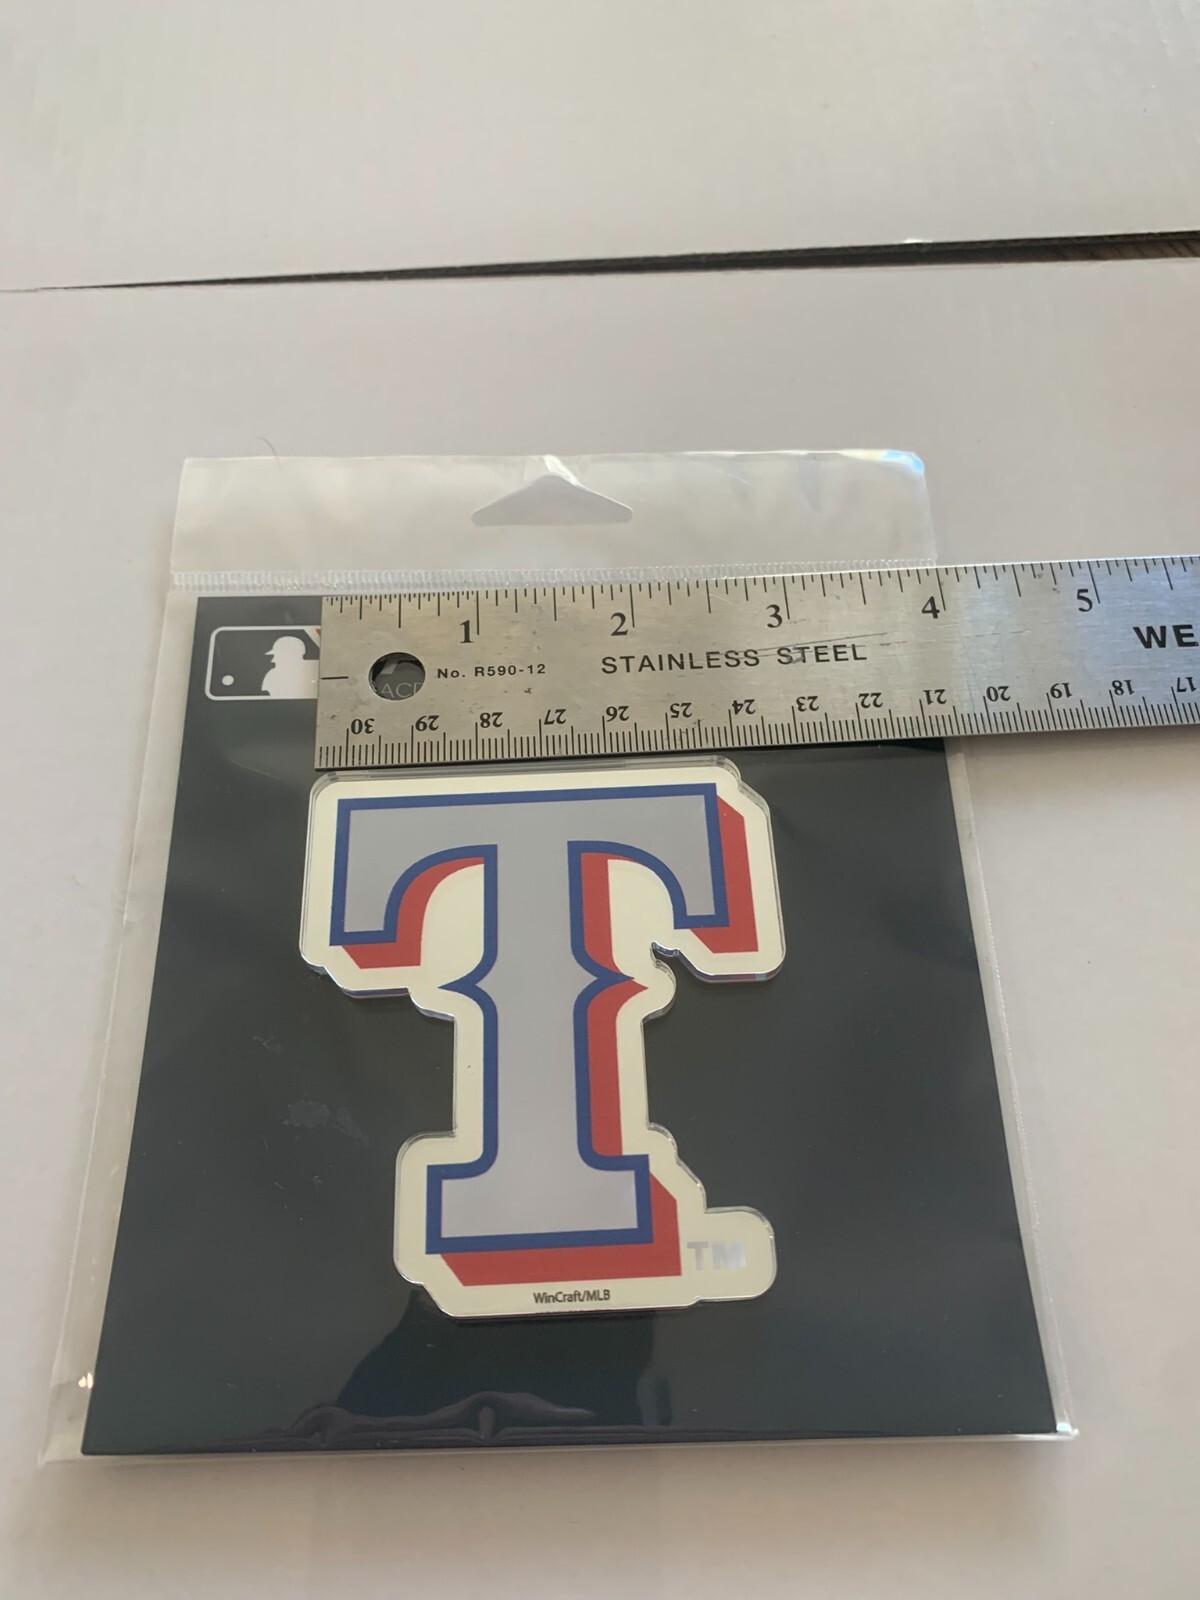 1 2 3 4 5
No. R590-12 STAINLESS STEEL WE
30 29 28 27 26 25 24 23 22 21 20 19 18 17
T
TM
WinCraft/MLB